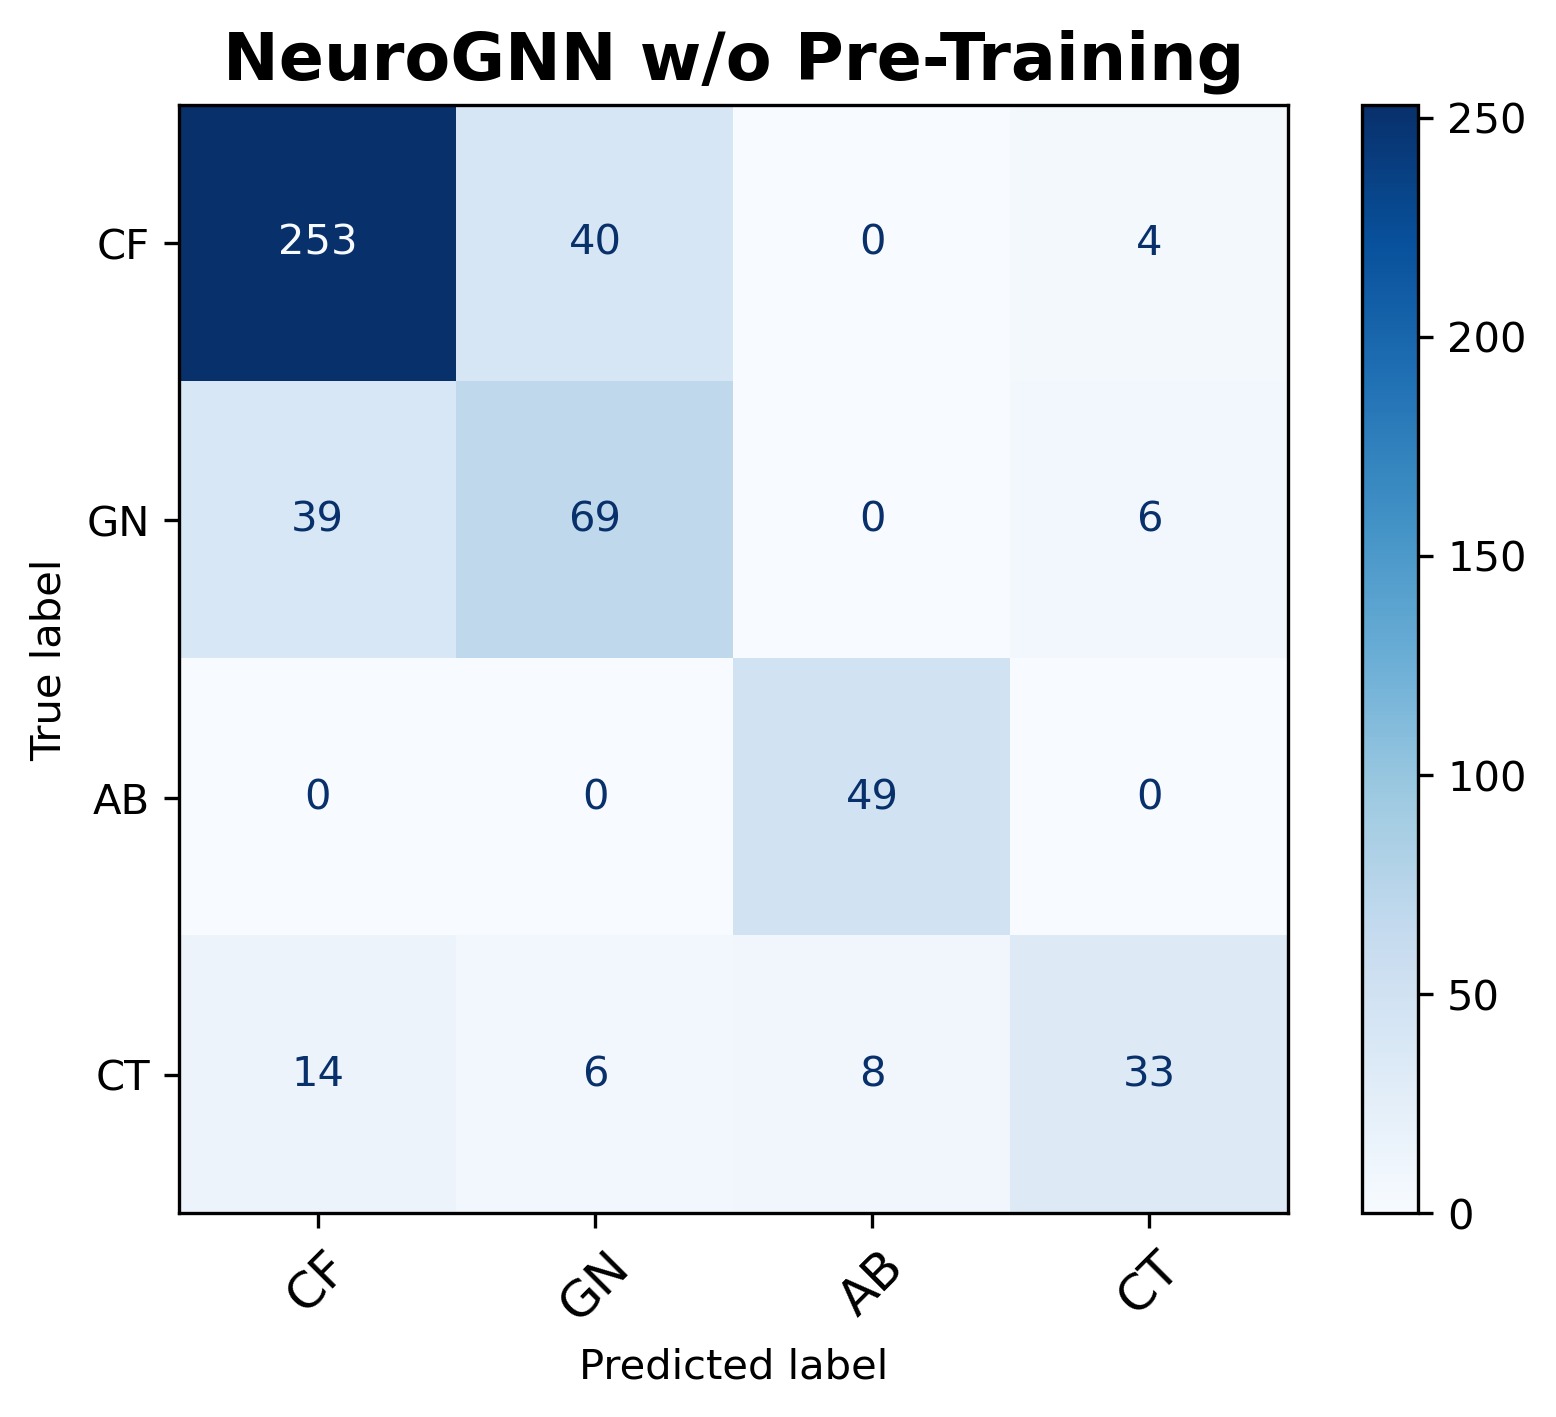 NeuroGNN w/o Pre-Training
250
CF 253 40 0 4
200
GN 39 69 0 6
150
True label
100
AB 0 0 49 0
50
CT 14 6 8 33
0
CF GN AB CT
Predicted label